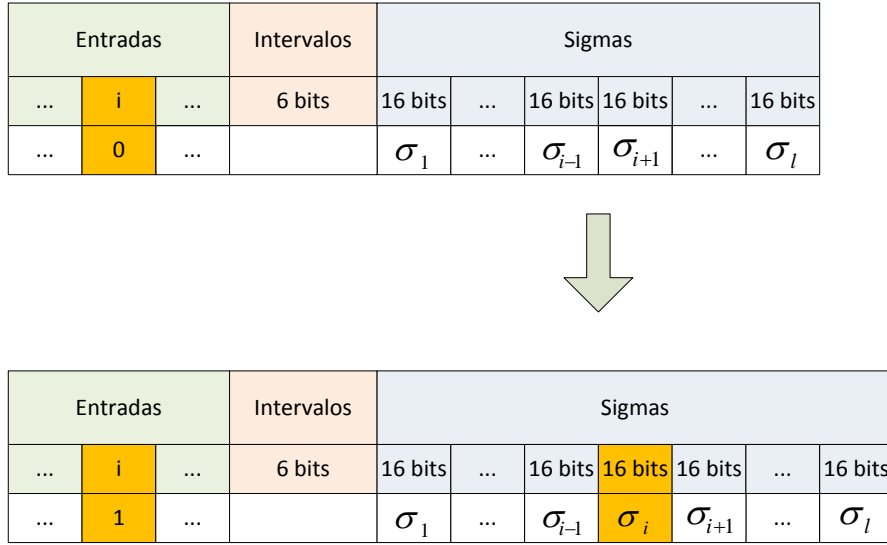 Entradas Intervalos Sigmas
... i ... 6 bits 16 bits ... 16 bits 16 bits ... 16 bits
... 0 ... σ₁ ... σᵢ₋₁ σᵢ₊₁ ... σₗ
Entradas Intervalos Sigmas
... i ... 6 bits 16 bits ... 16 bits 16 bits 16 bits ... 16 bits
... 1 ... σ₁ ... σᵢ₋₁ σᵢ σᵢ₊₁ ... σₗ